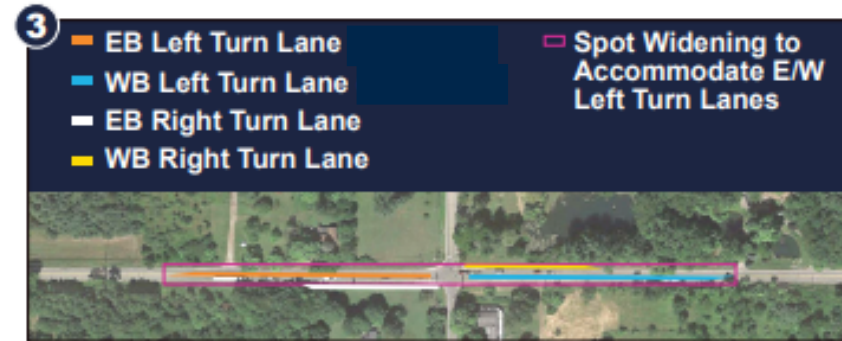 3
EB Left Turn Lane
WB Left Turn Lane
EB Right Turn Lane
WB Right Turn Lane
Spot Widening to
Accommodate E/W
Left Turn Lanes